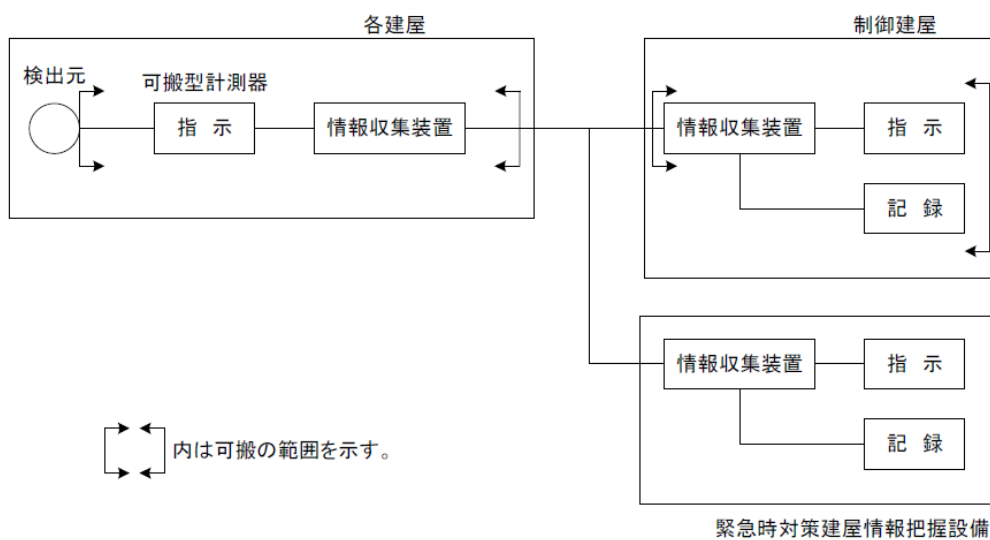 各建屋
制御建屋
検出元
可搬型計測器
指 示
情報収集装置
情報収集装置
指 示
記 録
情報収集装置
指 示
記 録
内は可搬の範囲を示す。
緊急時対策建屋情報把握設備